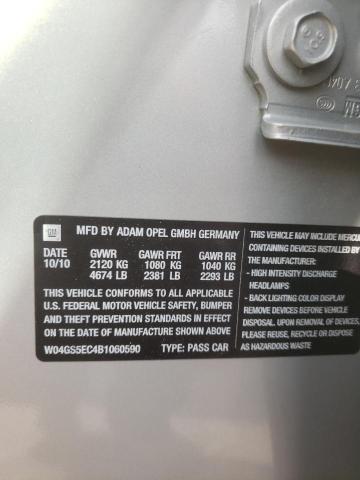 GM
MFD BY ADAM OPEL GMBH GERMANY
DATE GVWR GAWR FRT GAWR RR
10/10 2120 KG 1080 KG 1040 KG
4674 LB 2381 LB 2293 LB
THIS VEHICLE CONFORMS TO ALL APPLICABLE
U.S. FEDERAL MOTOR VEHICLE SAFETY, BUMPER
AND THEFT PREVENTION STANDARDS IN EFFECT
ON THE DATE OF MANUFACTURE SHOWN ABOVE.
W04GS5EC4B1060590 TYPE: PASS CAR
THIS VEHICLE MAY INCLUDE MERCUR
CONTAINING DEVICES INSTALLED BY
THE MANUFACTURER:
- HIGH INTENSITY DISCHARGE
HEADLAMPS
- BACK LIGHTING COLOR DISPLAY
REMOVE DEVICES BEFORE VEHICLE
DISPOSAL. UPON REMOVAL OF DEVICES
PLEASE REUSE, RECYCLE OR DISPOSE
AS HAZARDOUS WASTE